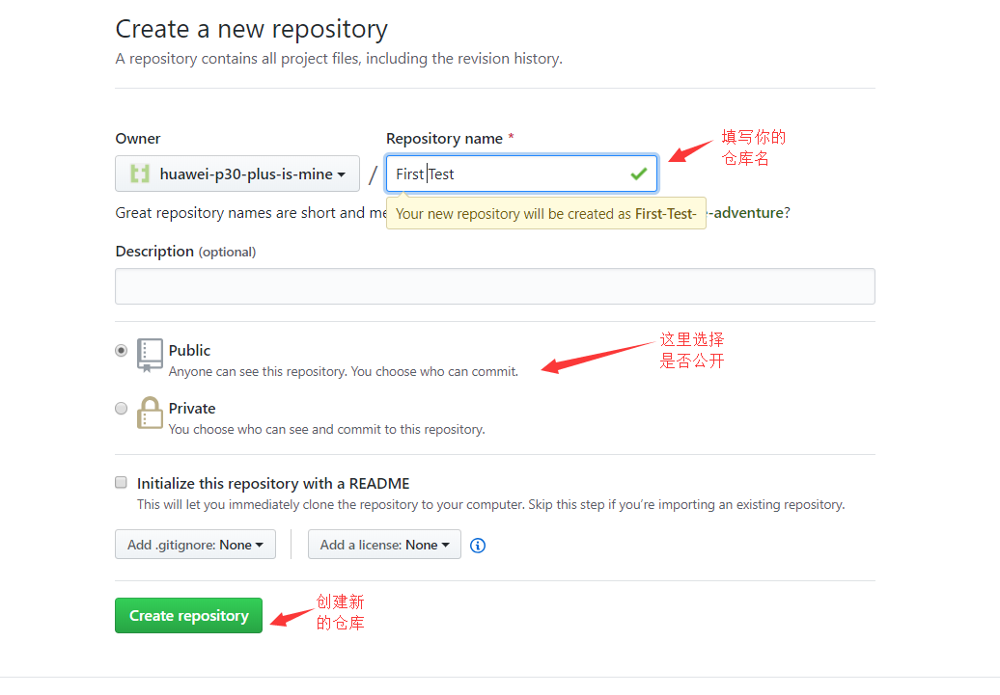 Create a new repository
A repository contains all project files, including the revision history.
Owner
Repository name *
填写你的
仓库名
huawei-p30-plus-is-mine
/
First Test
Great repository names are short and me
-adventure?
Your new repository will be created as First-Test-
Description (optional)
Public
Anyone can see this repository. You choose who can commit.
这里选择
是否公开
Private
You choose who can see and commit to this repository.
Initialize this repository with a README
This will let you immediately clone the repository to your computer. Skip this step if you’re importing an existing repository.
Add .gitignore: None
Add a license: None
Create repository
创建新
的仓库